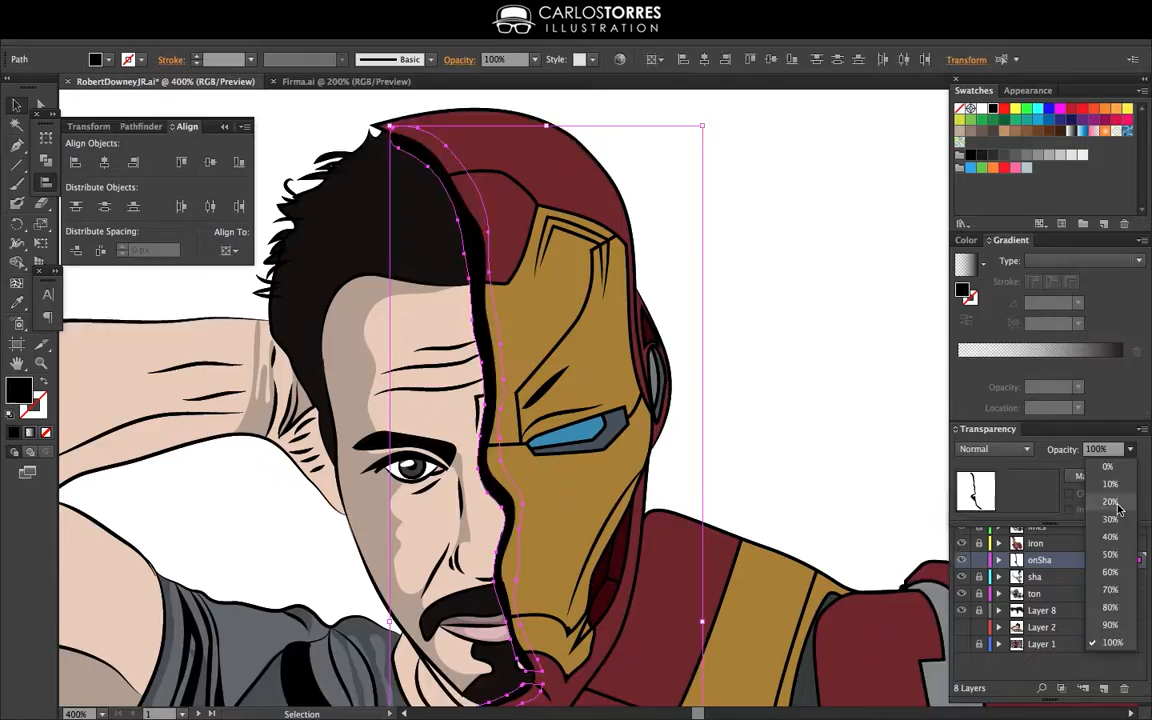 CARLOSTORRES
ILLUSTRATION
Path
Stroke:
Basic
Opacity: 100%
Style:
Transform
× RobertDowneyJR.ai* @ 400% (RGB/Preview)
× Firma.ai @ 200% (RGB/Preview)
Swatches
Appearance
Transform
Pathfinder
Align
Align Objects:
Distribute Objects:
Distribute Spacing:
Align To:
0 px
Color
Gradient
Type:
Stroke:
Opacity:
Location:
Transparency
Normal
Opacity: 100%
0%
10%
20%
30%
40%
50%
60%
70%
80%
90%
100%
iron
onSha
sha
ton
Layer 8
Layer 2
Layer 1
8 Layers
400%
1
Selection